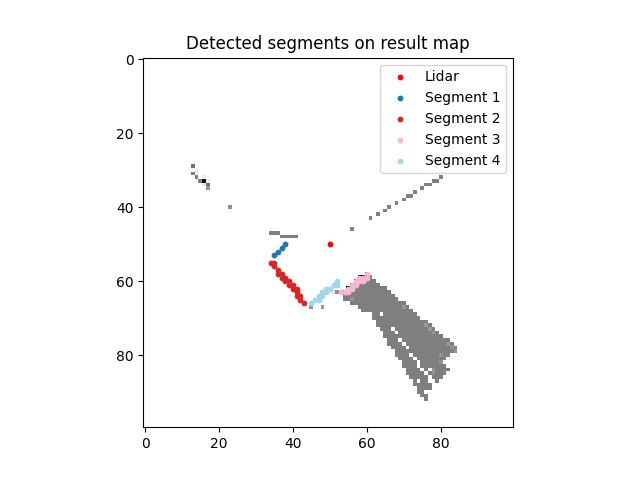 Detected segments on result map
Lidar
Segment 1
Segment 2
Segment 3
Segment 4
0
20
40
60
80
0 20 40 60 80